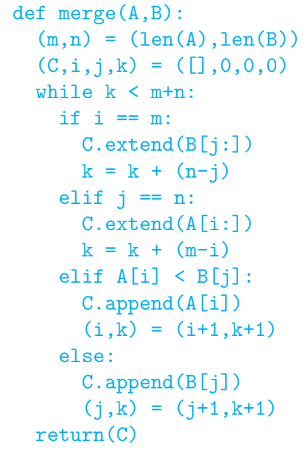 def merge(A,B):
  (m,n) = (len(A),len(B))
  (C,i,j,k) = ([],0,0,0)
  while k < m+n:
    if i == m:
      C.extend(B[j:])
      k = k + (n-j)
    elif j == n:
      C.extend(A[i:])
      k = k + (m-i)
    elif A[i] < B[j]:
      C.append(A[i])
      (i,k) = (i+1,k+1)
    else:
      C.append(B[j])
      (j,k) = (j+1,k+1)
  return(C)